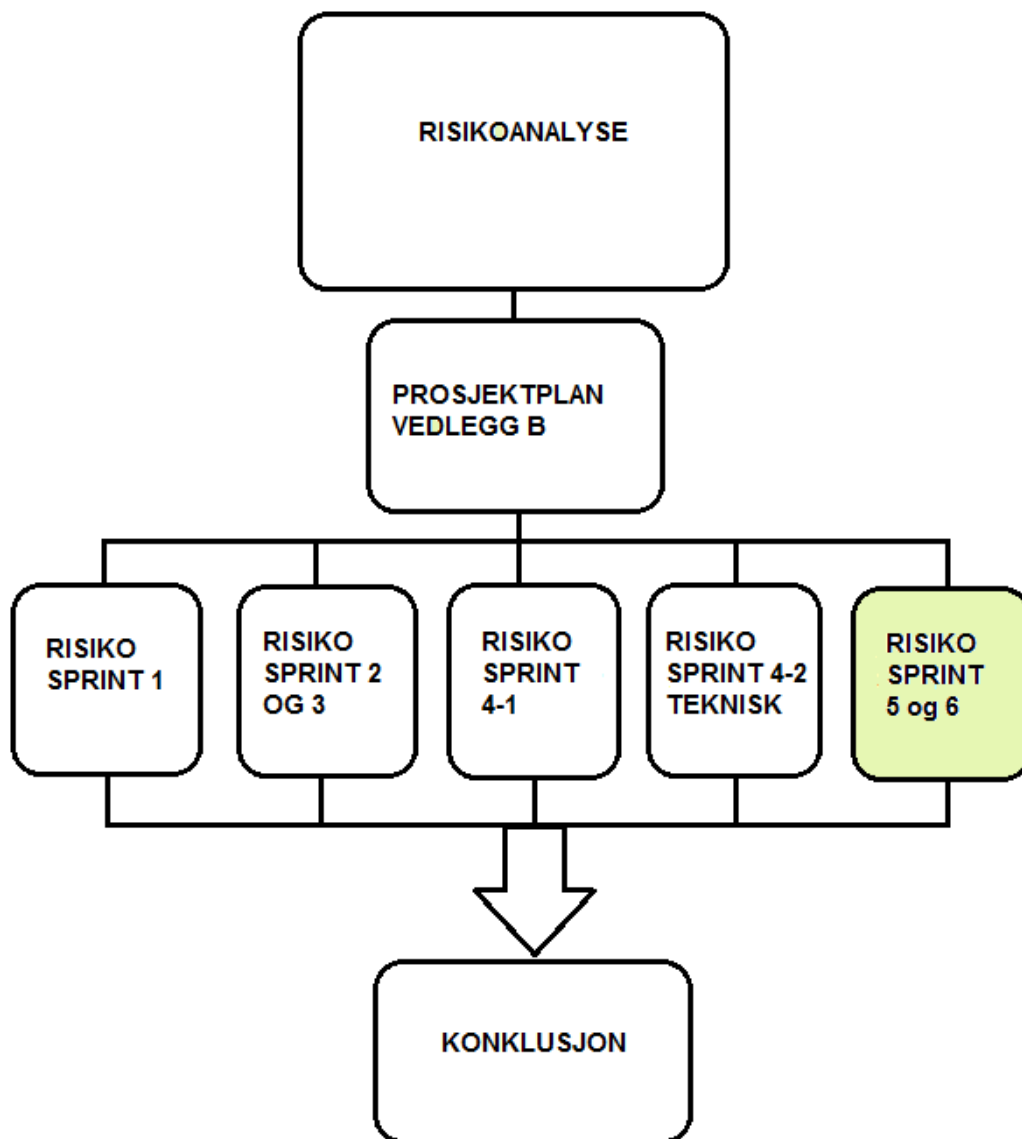 RISIKOANALYSE
PROSJEKTPLAN
VEDLEGG B
RISIKO
SPRINT 1
RISIKO
SPRINT 2
OG 3
RISIKO
SPRINT
4-1
RISIKO
SPRINT 4-2
TEKNISK
RISIKO
SPRINT
5 og 6
KONKLUSJON